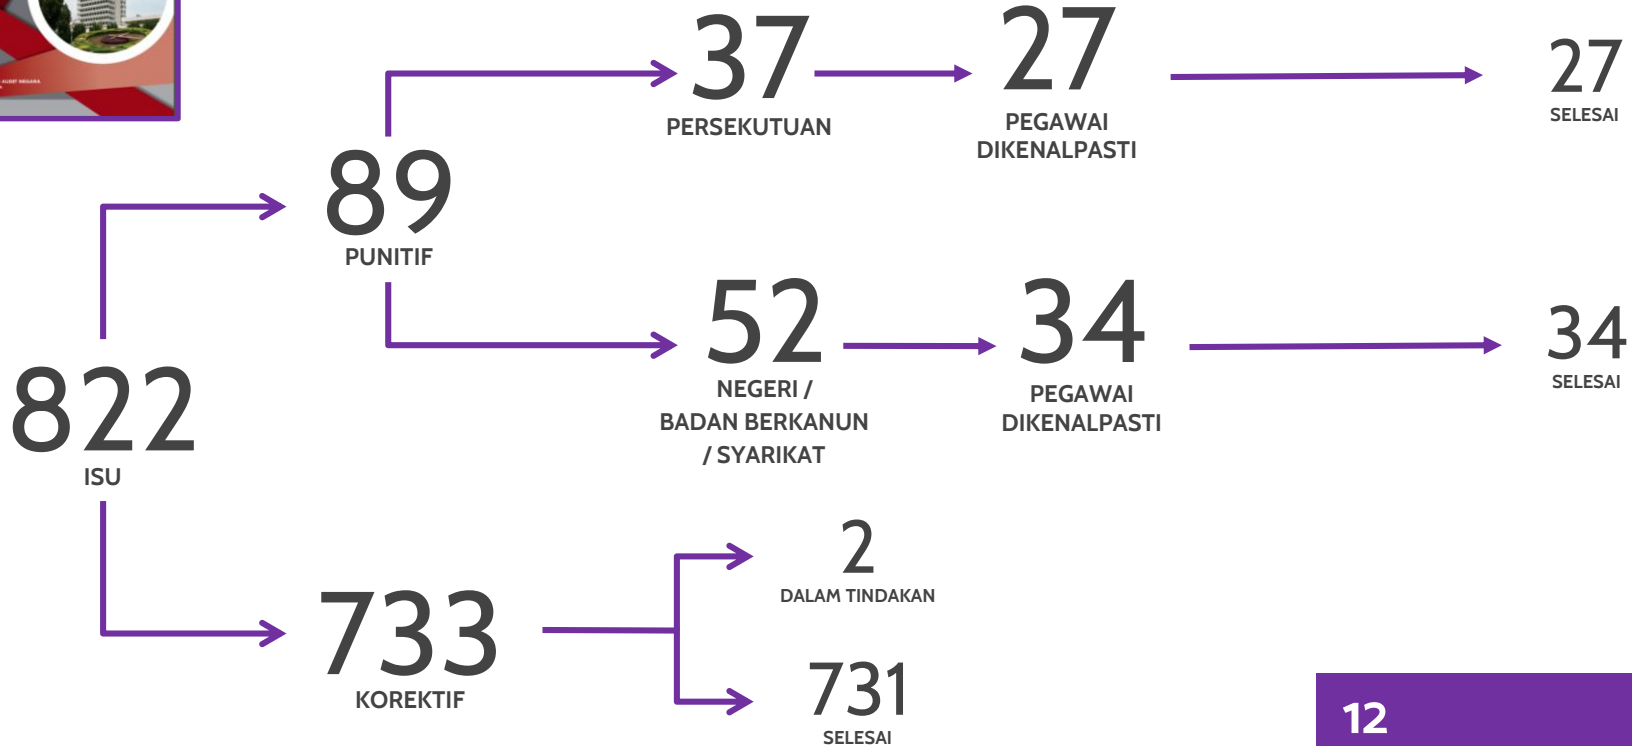 37
PERSEKUTUAN
27
PEGAWAI
DIKENALPASTI
27
SELESAI
89
PUNITIF
52
NEGERI /
BADAN BERKANUN
/ SYARIKAT
34
PEGAWAI
DIKENALPASTI
34
SELESAI
822
ISU
733
KOREKTIF
2
DALAM TINDAKAN
731
SELESAI
12